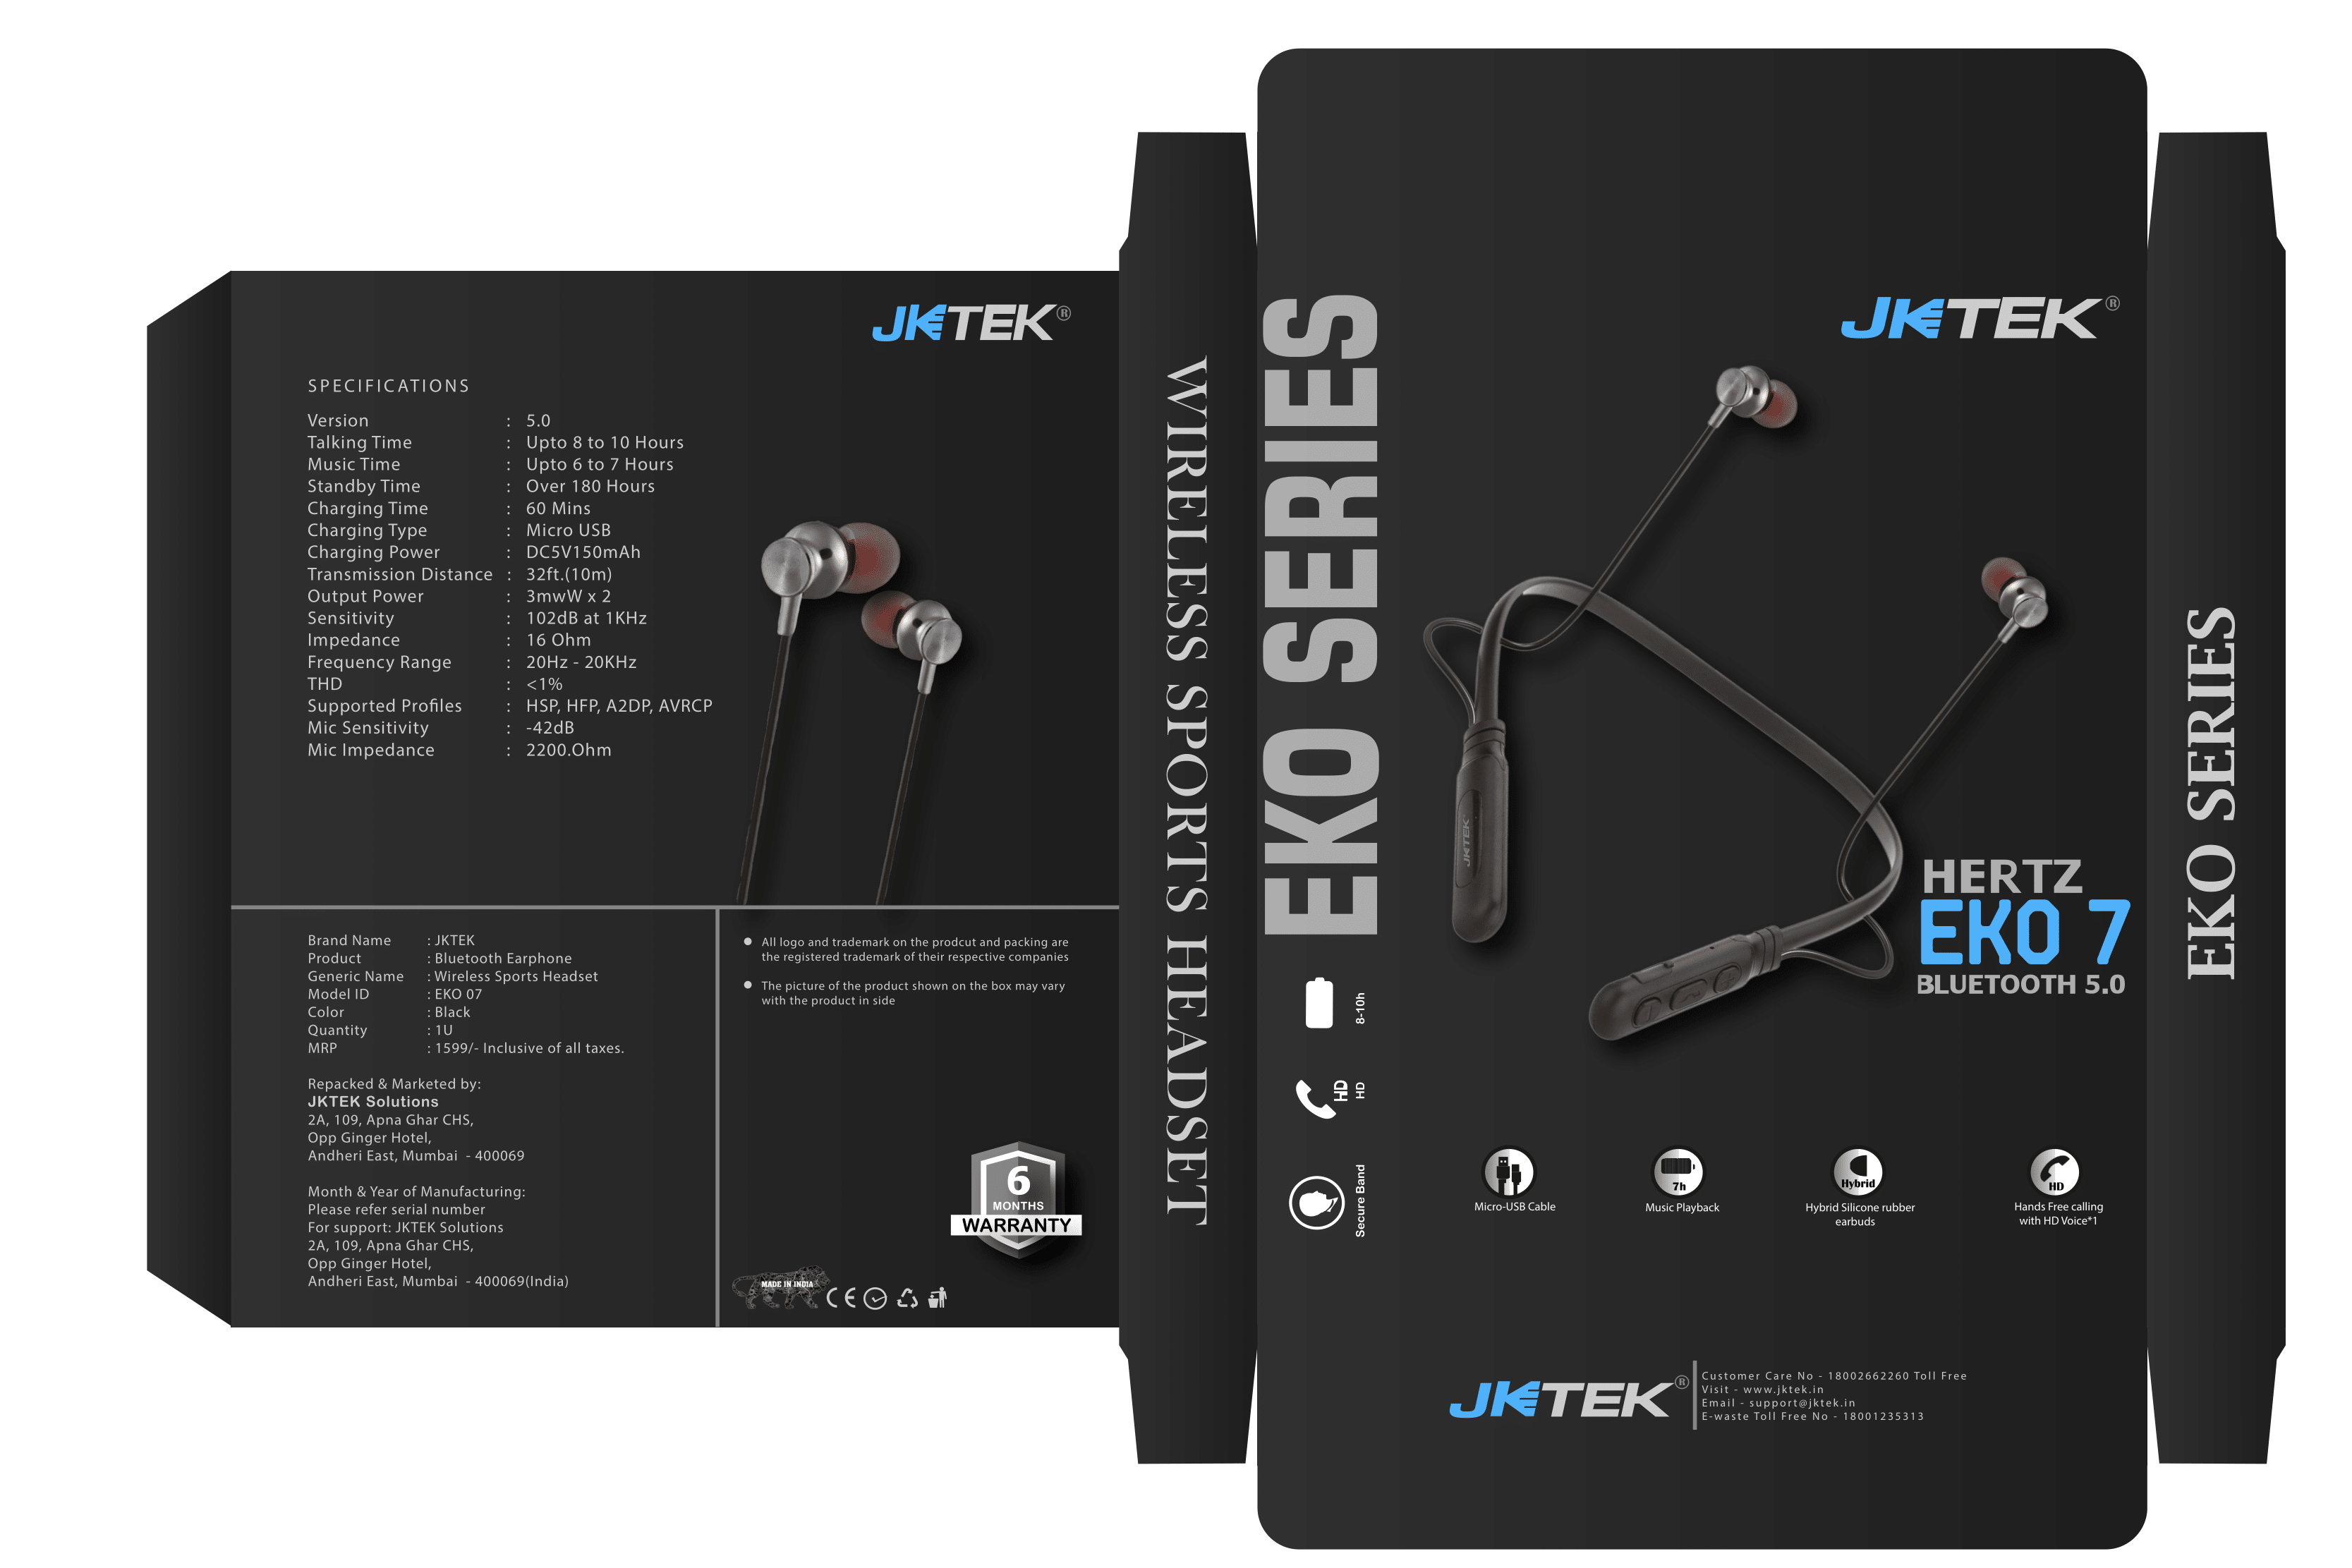 JKTEK®
SPECIFICATIONS
Version : 5.0
Talking Time : Upto 8 to 10 Hours
Music Time : Upto 6 to 7 Hours
Standby Time : Over 180 Hours
Charging Time : 60 Mins
Charging Type : Micro USB
Charging Power : DC5V150mAh
Transmission Distance : 32ft.(10m)
Output Power : 3mwW x 2
Sensitivity : 102dB at 1KHz
Impedance : 16 Ohm
Frequency Range : 20Hz - 20KHz
THD : <1%
Supported Profiles : HSP, HFP, A2DP, AVRCP
Mic Sensitivity : -42dB
Mic Impedance : 2200.Ohm
Brand Name : JKTEK
Product : Bluetooth Earphone
Generic Name : Wireless Sports Headset
Model ID : EKO 07
Color : Black
Quantity : 1U
MRP : 1599/- Inclusive of all taxes.
Repacked & Marketed by:
JKTEK Solutions
2A, 109, Apna Ghar CHS,
Opp Ginger Hotel,
Andheri East, Mumbai - 400069
Month & Year of Manufacturing:
Please refer serial number
For support: JKTEK Solutions
2A, 109, Apna Ghar CHS,
Opp Ginger Hotel,
Andheri East, Mumbai - 400069(India)
● All logo and trademark on the prodcut and packing are
the registered trademark of their respective companies
● The picture of the product shown on the box may vary
with the product in side
6
MONTHS
WARRANTY
MADE IN INDIA
CE
WIRELESS SPORTS HEADSET
EKO SERIES
8-10h
HD
HD
Secure Band
JKTEK®
JKTEK
HERTZ
EKO 7
BLUETOOTH 5.0
Micro-USB Cable
7h
Music Playback
Hybrid
Hybrid Silicone rubber
earbuds
HD
Hands Free calling
with HD Voice*1
JKTEK®
Customer Care No - 18002662260 Toll Free
Visit - www.jktek.in
Email - support@jktek.in
E-waste Toll Free No - 18001235313
EKO SERIES